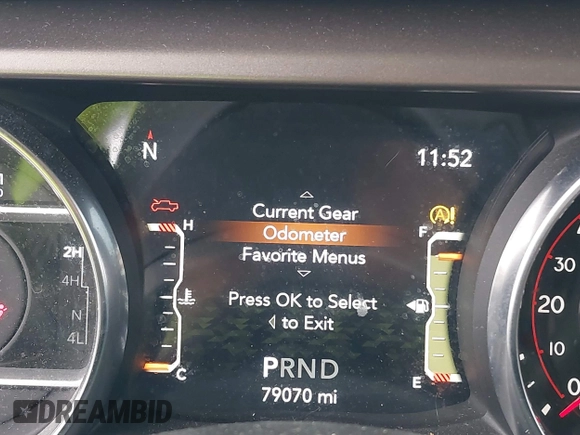 N
11:52
Current Gear
H
F
Odometer
2H
Favorite Menus
4H
30
Press OK to Select
20
N
to Exit
4L
10
PRND
C
E
0
79070 mi
DREAMBID